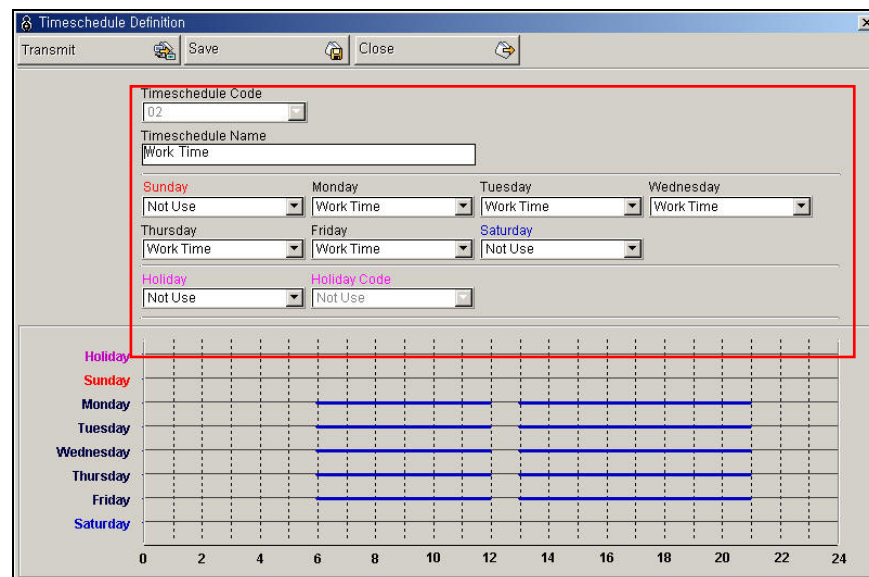 Timeschedule Definition
Transmit Save Close
Timeschedule Code
02
Timeschedule Name
Work Time
Sunday Monday Tuesday Wednesday
Not Use Work Time Work Time Work Time
Thursday Friday Saturday
Work Time Work Time Not Use
Holiday Holiday Code
Not Use Not Use
Holiday
Sunday
Monday
Tuesday
Wednesday
Thursday
Friday
Saturday
0 2 4 6 8 10 12 14 16 18 20 22 24